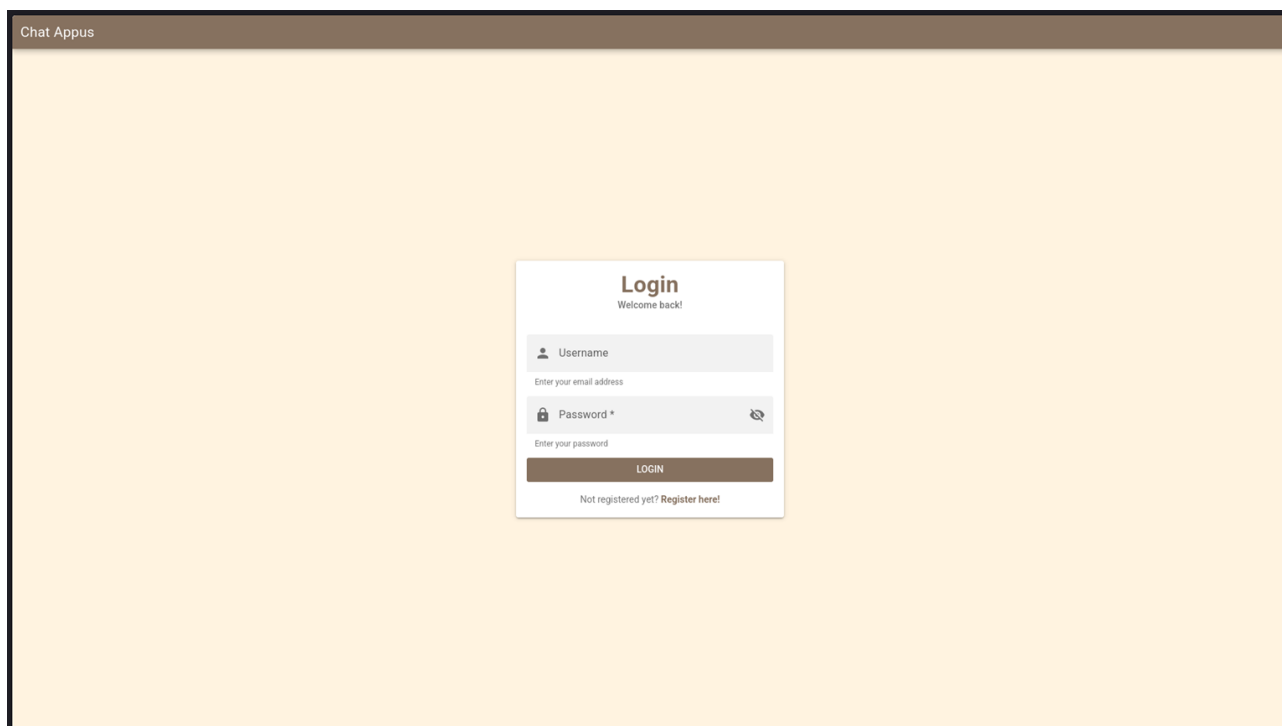 Chat Appus
Login
Welcome back!
Username
Enter your email address
Password *
Enter your password
LOGIN
Not registered yet? Register here!